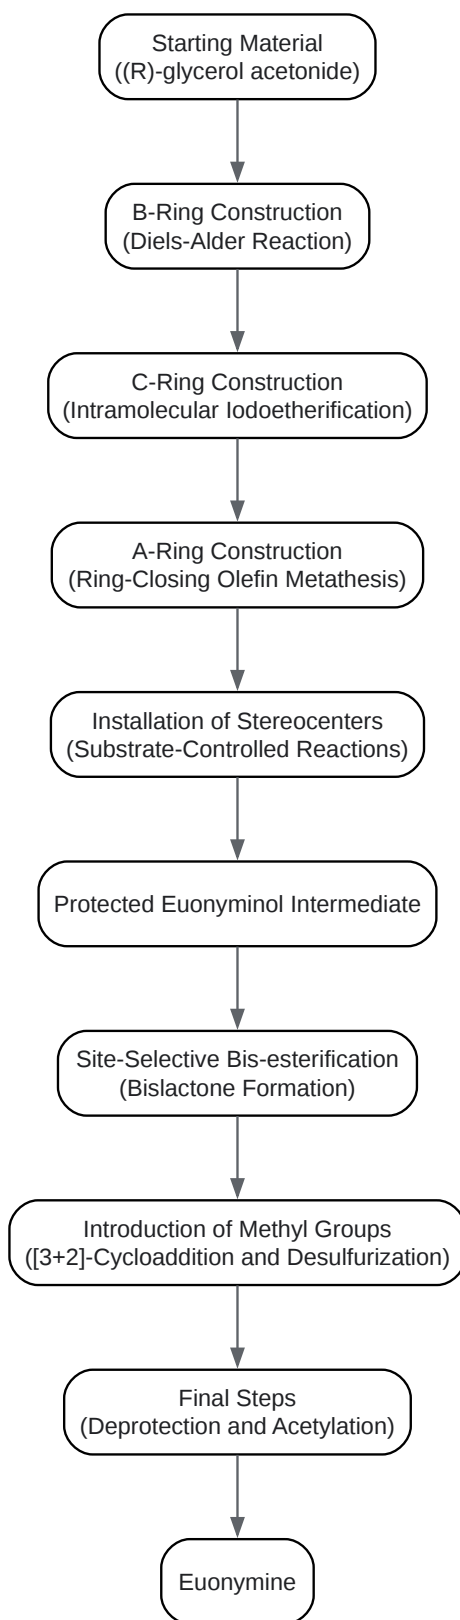 Starting Material
((R)-glycerol acetonide)
B-Ring Construction
(Diels-Alder Reaction)
C-Ring Construction
(Intramolecular Iodoetherification)
A-Ring Construction
(Ring-Closing Olefin Metathesis)
Installation of Stereocenters
(Substrate-Controlled Reactions)
Protected Euonyminol Intermediate
Site-Selective Bis-esterification
(Bislactone Formation)
Introduction of Methyl Groups
([3+2]-Cycloaddition and Desulfurization)
Final Steps
(Deprotection and Acetylation)
Euonymine